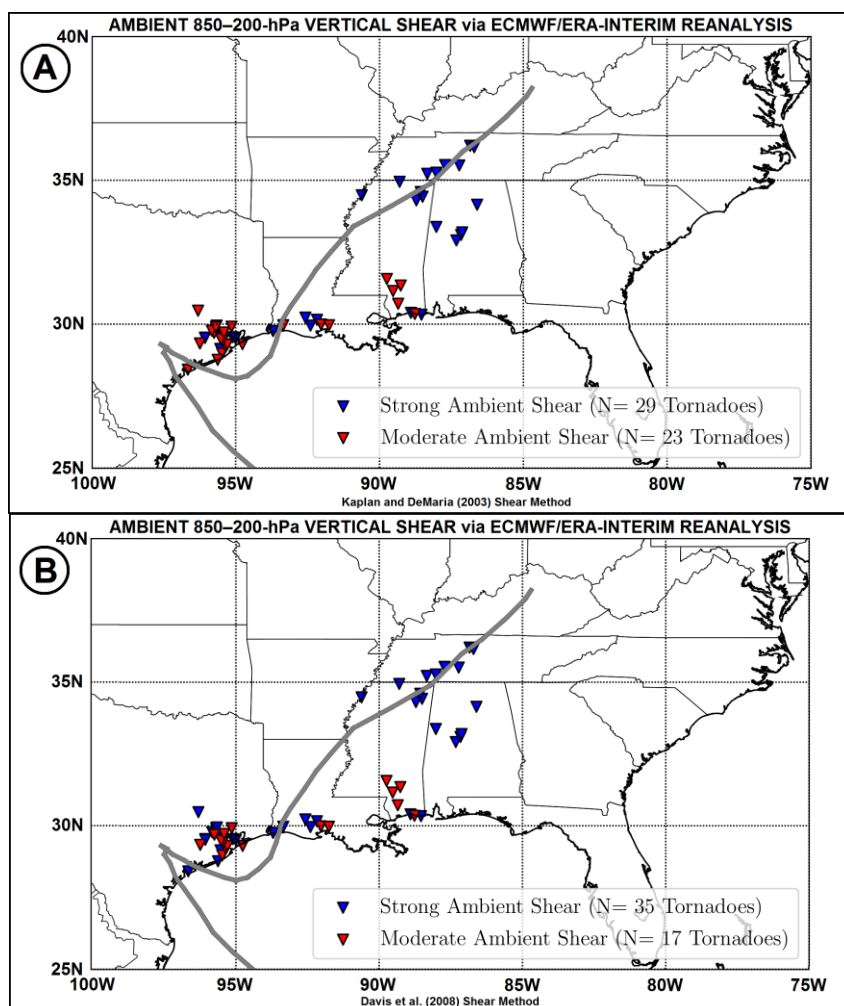 AMBIENT 850–200-hPa VERTICAL SHEAR via ECMWF/ERA-INTERIM REANALYSIS
40N
A
35N
30N
Strong Ambient Shear (N= 29 Tornadoes)
Moderate Ambient Shear (N= 23 Tornadoes)
25N
100W 95W 90W 85W 80W 75W
Kaplan and DeMaria (2003) Shear Method
AMBIENT 850–200-hPa VERTICAL SHEAR via ECMWF/ERA-INTERIM REANALYSIS
40N
B
35N
30N
Strong Ambient Shear (N= 35 Tornadoes)
Moderate Ambient Shear (N= 17 Tornadoes)
25N
100W 95W 90W 85W 80W 75W
Davis et al. (2008) Shear Method